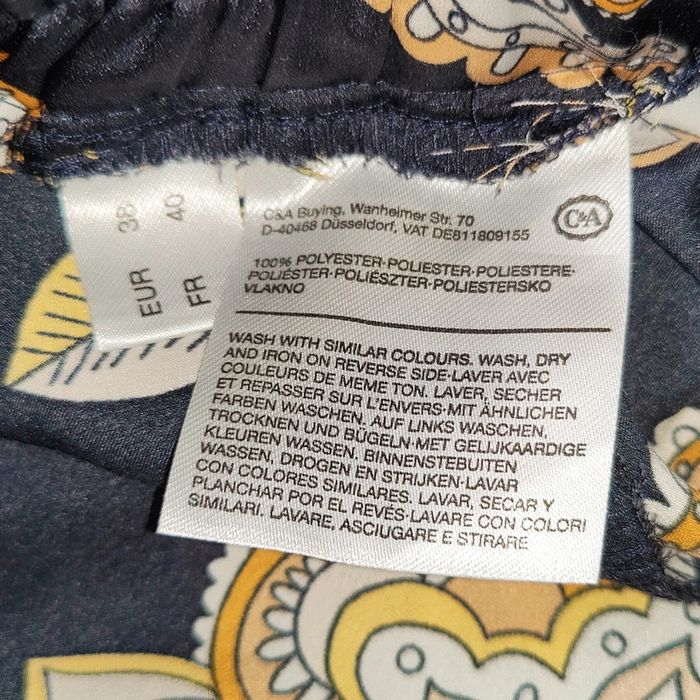 EUR 38
FR 40
C&A Buying, Wanheimer Str. 70
D-40468 Düsseldorf, VAT DE811809155
C&A
100% POLYESTER·POLIESTER·POLIESTERE·
POLIÉSTER·POLIÉSZTER·POLIESTERSKO
VLAKNO
WASH WITH SIMILAR COLOURS. WASH, DRY
AND IRON ON REVERSE SIDE·LAVER AVEC
COULEURS DE MEME TON. LAVER, SECHER
ET REPASSER SUR L'ENVERS·MIT ÄHNLICHEN
FARBEN WASCHEN. AUF LINKS WASCHEN,
TROCKNEN UND BÜGELN·MET GELIJKAARDIGE
KLEUREN WASSEN. BINNENSTEBUITEN
WASSEN, DROGEN EN STRIJKEN·LAVAR
CON COLORES SIMILARES. LAVAR, SECAR Y
PLANCHAR POR EL REVÉS·LAVARE CON COLORI
SIMILARI. LAVARE, ASCIUGARE E STIRARE